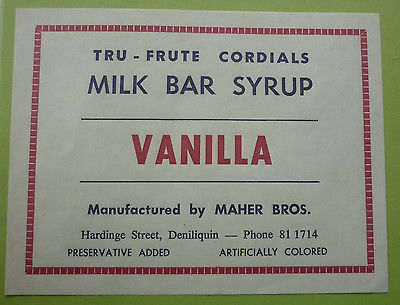 TRU - FRUTE CORDIALS
MILK BAR SYRUP
VANILLA
Manufactured by MAHER BROS.
Hardinge Street, Deniliquin — Phone 81 1714
PRESERVATIVE ADDED ARTIFICIALLY COLORED